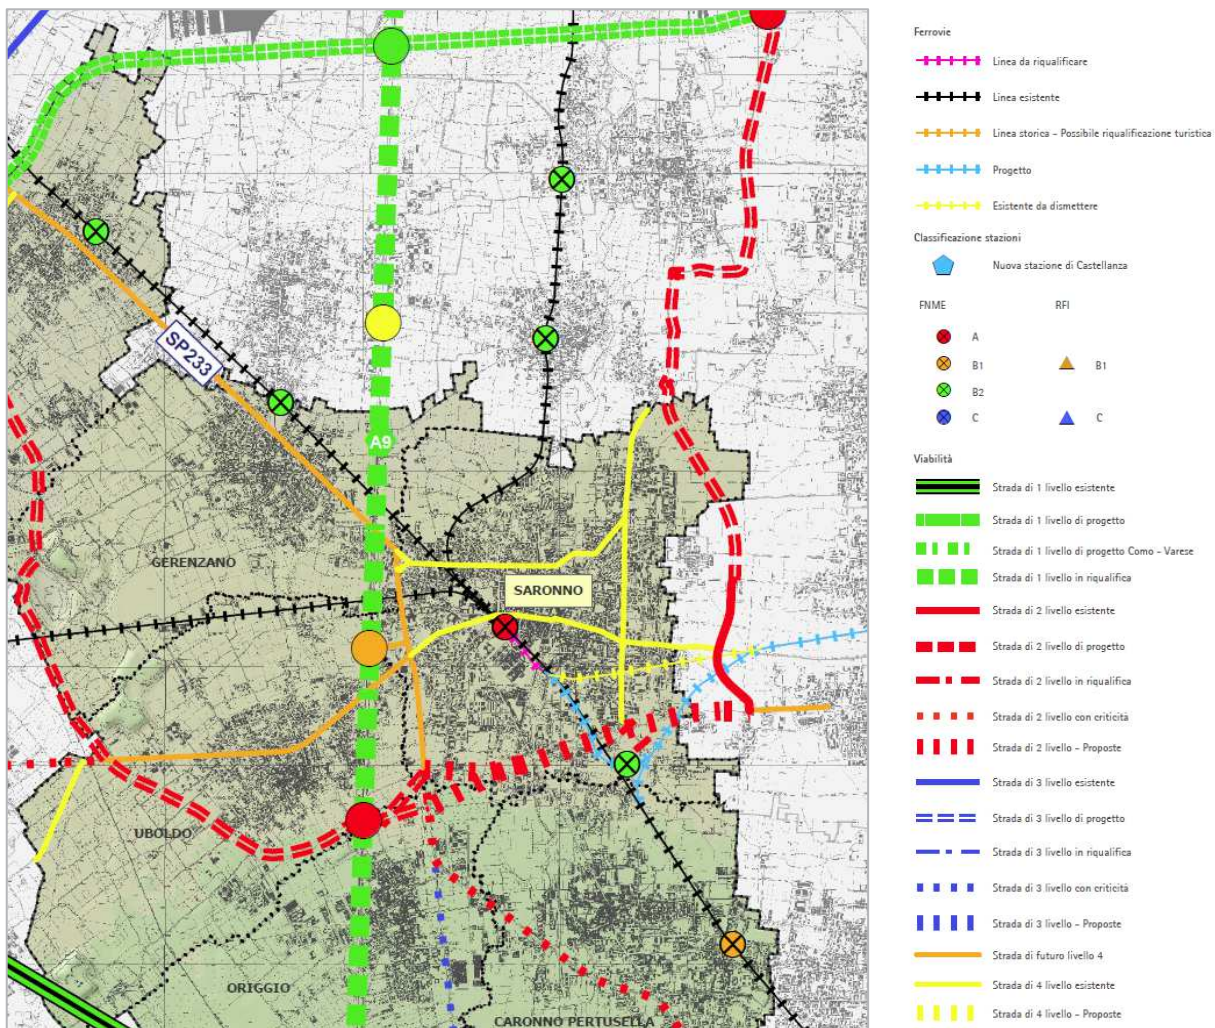 SP233
A9
GERENZANO
SARONNO
UBOLDO
ORIGGIO
CARONNO PERTUSELLA
Ferrovie
Linea da riqualificare
Linea esistente
Linea storica - Possibile riqualificazione turistica
Progetto
Esistente da dismettere
Classificazione stazioni
Nuova stazione di Castellanza
FNME RFI
A
B1 B1
B2
C C
Viabilità
Strada di 1 livello esistente
Strada di 1 livello di progetto
Strada di 1 livello di progetto Como - Varese
Strada di 1 livello in riqualifica
Strada di 2 livello esistente
Strada di 2 livello di progetto
Strada di 2 livello in riqualifica
Strada di 2 livello con criticità
Strada di 2 livello - Proposte
Strada di 3 livello esistente
Strada di 3 livello di progetto
Strada di 3 livello in riqualifica
Strada di 3 livello con criticità
Strada di 3 livello - Proposte
Strada di futuro livello 4
Strada di 4 livello esistente
Strada di 4 livello - Proposte